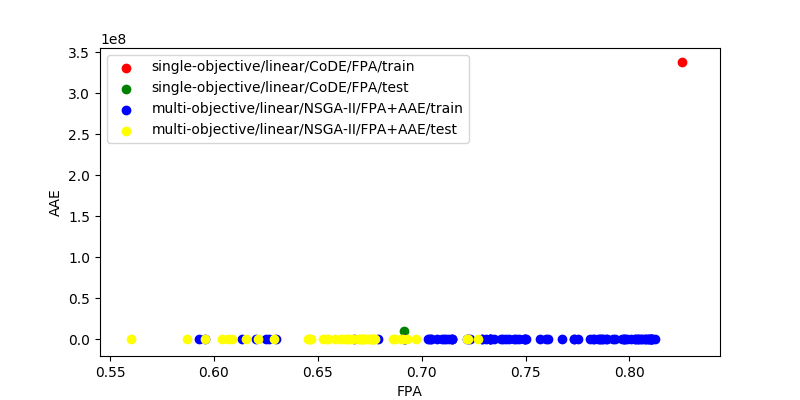 1e8
3.5
3.0
2.5
2.0
1.5
1.0
0.5
0.0
AAE
single-objective/linear/CoDE/FPA/train
single-objective/linear/CoDE/FPA/test
multi-objective/linear/NSGA-II/FPA+AAE/train
multi-objective/linear/NSGA-II/FPA+AAE/test
0.55 0.60 0.65 0.70 0.75 0.80
FPA